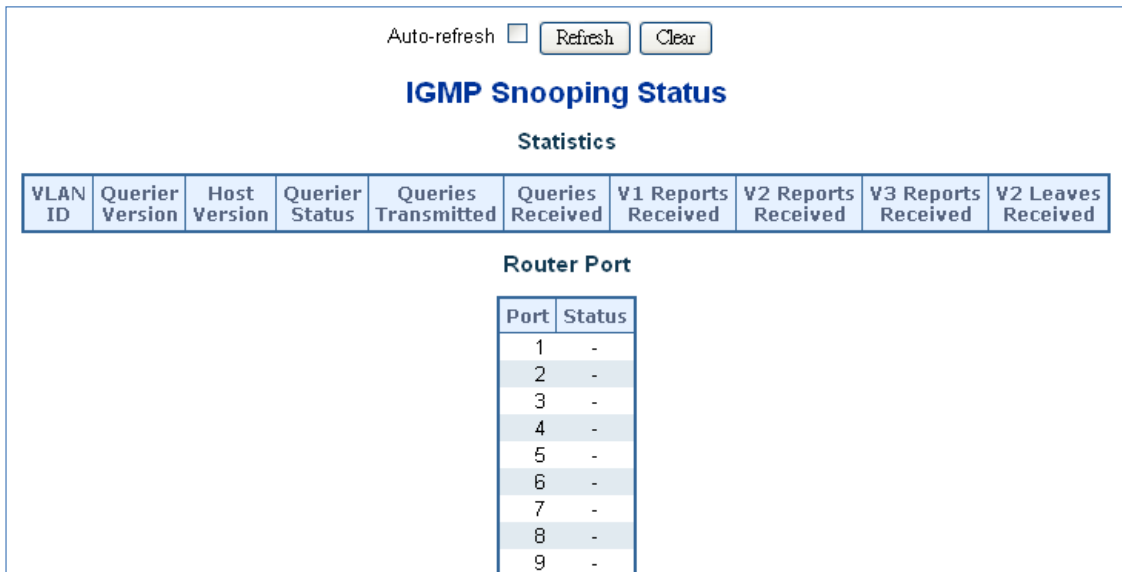 Auto-refresh Refresh Clear
IGMP Snooping Status
Statistics
VLAN ID Querier Version Host Version Querier Status Queries Transmitted Queries Received V1 Reports Received V2 Reports Received V3 Reports Received V2 Leaves Received
Router Port
Port Status
1 -
2 -
3 -
4 -
5 -
6 -
7 -
8 -
9 -